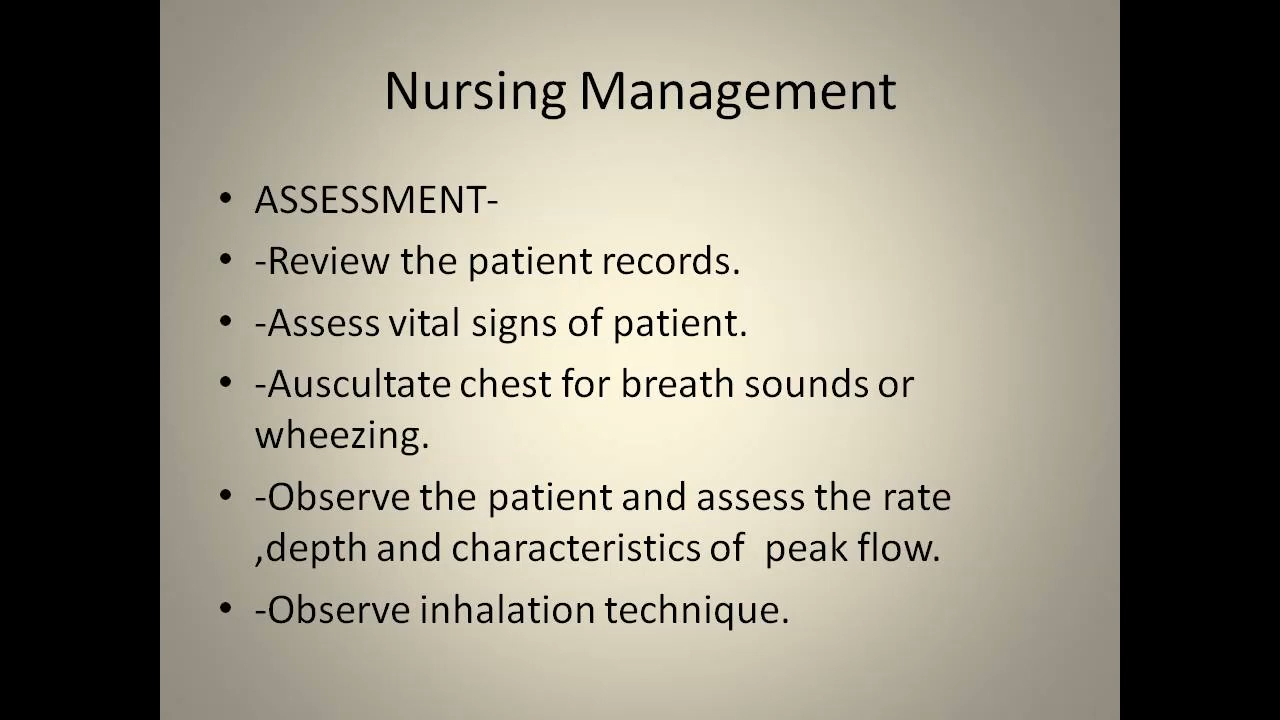 Nursing Management
• ASSESSMENT-
• -Review the patient records.
• -Assess vital signs of patient.
• -Auscultate chest for breath sounds or
wheezing.
• -Observe the patient and assess the rate
,depth and characteristics of  peak flow.
• -Observe inhalation technique.